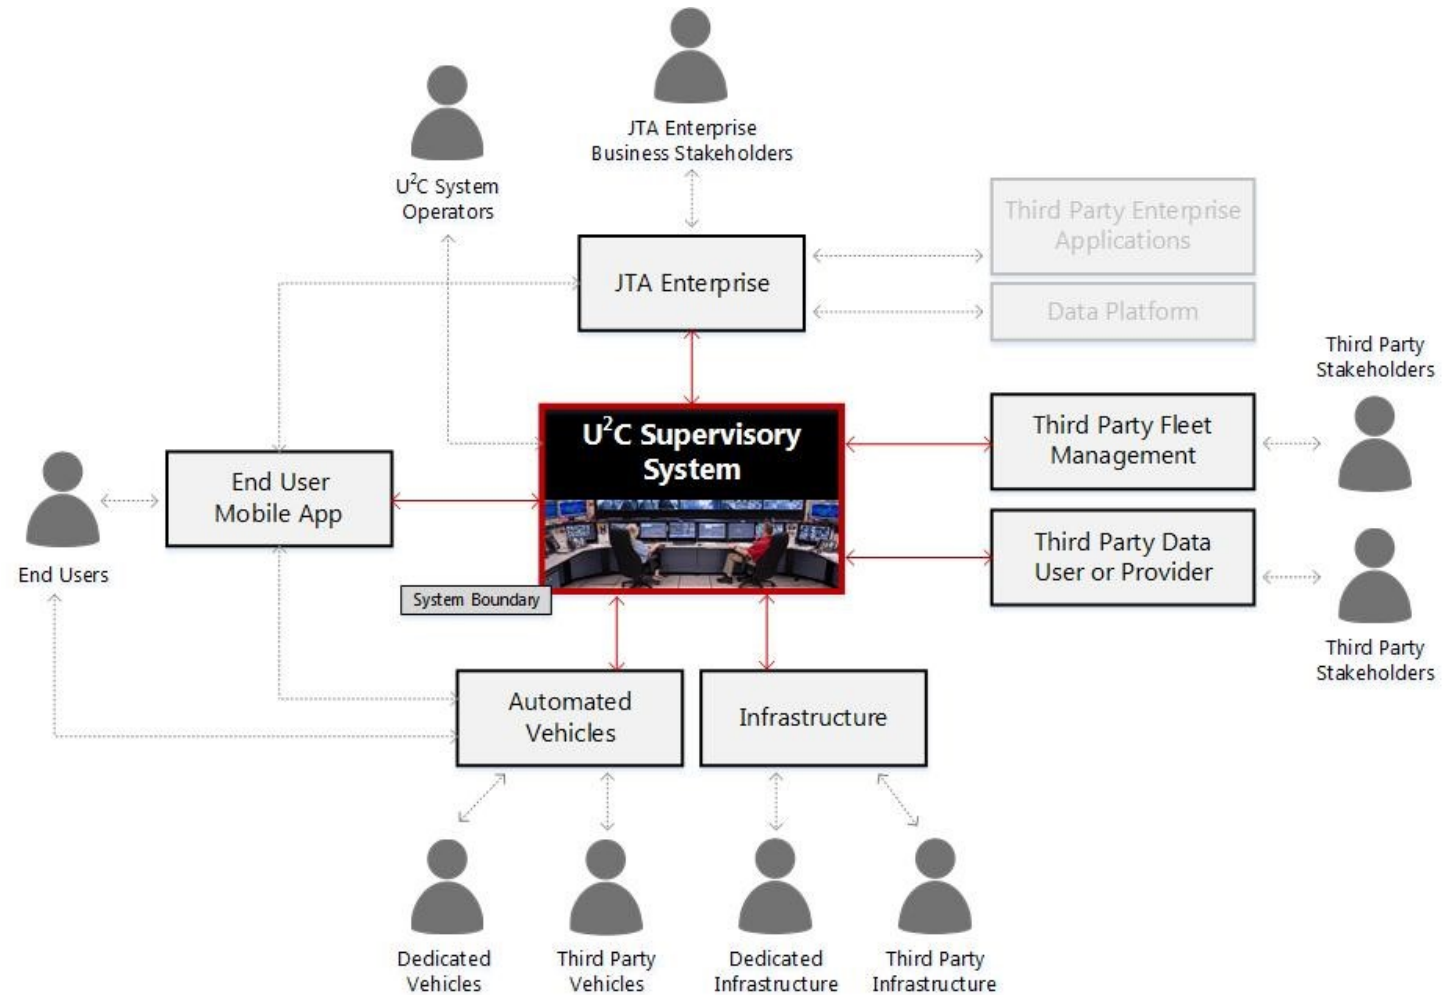 JTA Enterprise
Business Stakeholders
U²C System
Operators
Third Party Enterprise
Applications
JTA Enterprise
Data Platform
Third Party
Stakeholders
U²C Supervisory
System
Third Party Fleet
Management
End User
Mobile App
Third Party Data
User or Provider
End Users
System Boundary
Third Party
Stakeholders
Automated
Vehicles
Infrastructure
Dedicated
Vehicles
Third Party
Vehicles
Dedicated
Infrastructure
Third Party
Infrastructure